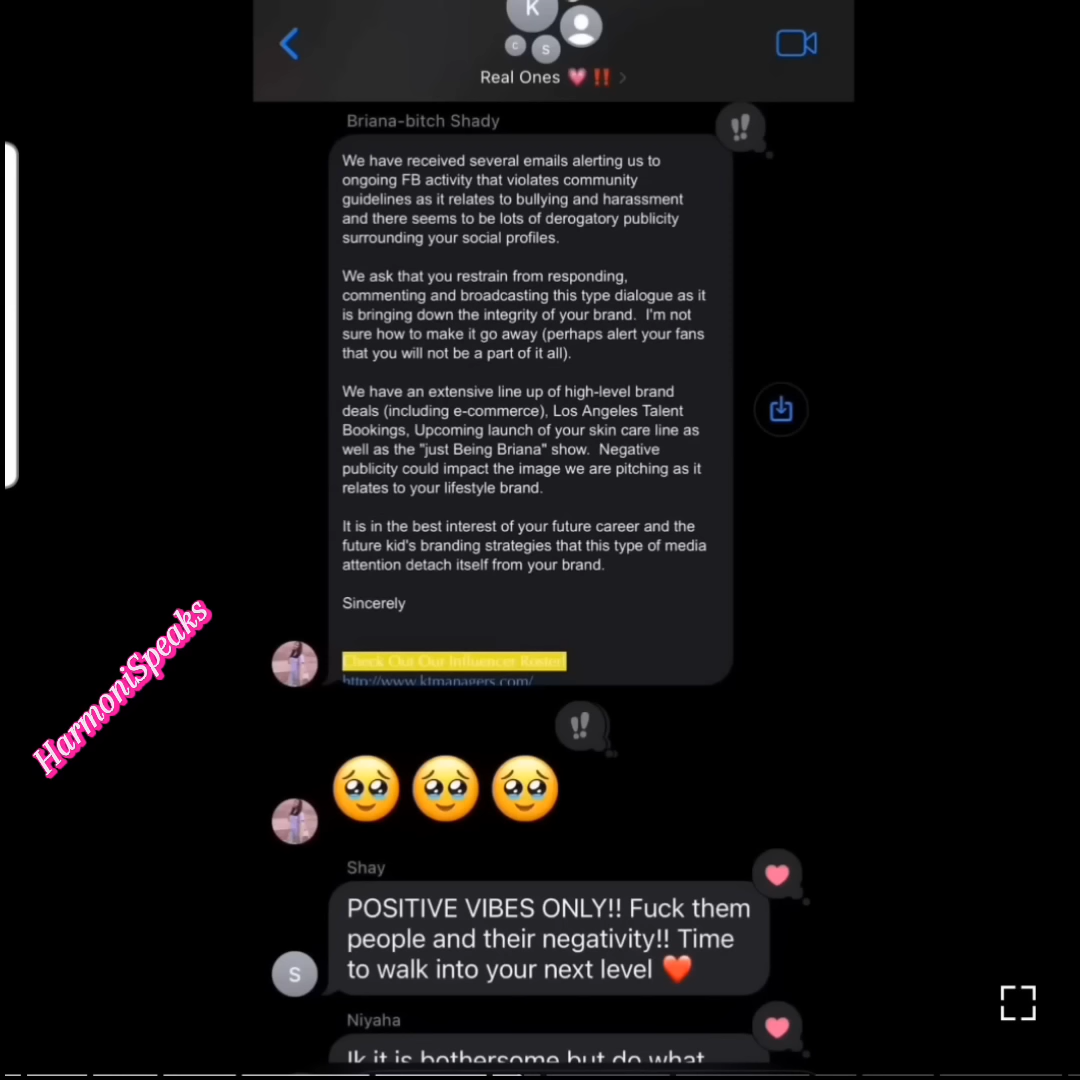 K
C
S
Real Ones 💗 ‼️ >
Briana-bitch Shady
We have received several emails alerting us to
ongoing FB activity that violates community
guidelines as it relates to bullying and harassment
and there seems to be lots of derogatory publicity
surrounding your social profiles.
We ask that you restrain from responding,
commenting and broadcasting this type dialogue as it
is bringing down the integrity of your brand.  I'm not
sure how to make it go away (perhaps alert your fans
that you will not be a part of it all).
We have an extensive line up of high-level brand
deals (including e-commerce), Los Angeles Talent
Bookings, Upcoming launch of your skin care line as
well as the "just Being Briana" show.  Negative
publicity could impact the image we are pitching as it
relates to your lifestyle brand.
It is in the best interest of your future career and the
future kid's branding strategies that this type of media
attention detach itself from your brand.
Sincerely
Check Out Our Influencer Roster!
http://www.ktmanagers.com/
HarmoniSpeaks
🥹 🥹 🥹
Shay
POSITIVE VIBES ONLY!! Fuck them
people and their negativity!! Time
to walk into your next level ❤️
S
Niyaha
Ik it is bothersome but do what